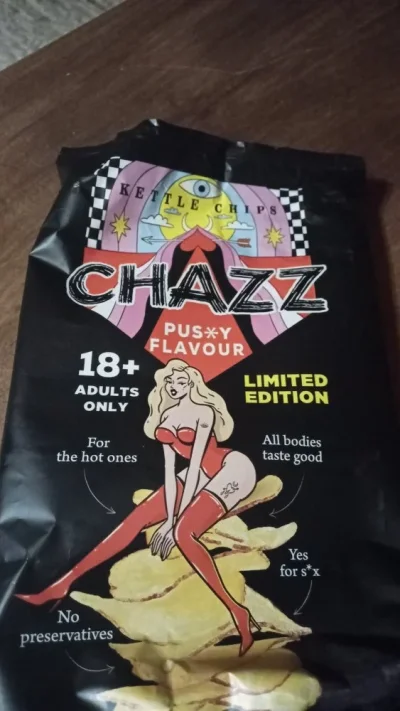 KETTLE CHIPS
CHAZZ
PUS*Y
FLAVOUR
18+
ADULTS
ONLY
LIMITED
EDITION
For
the hot ones
All bodies
taste good
Yes
for s*x
No
preservatives